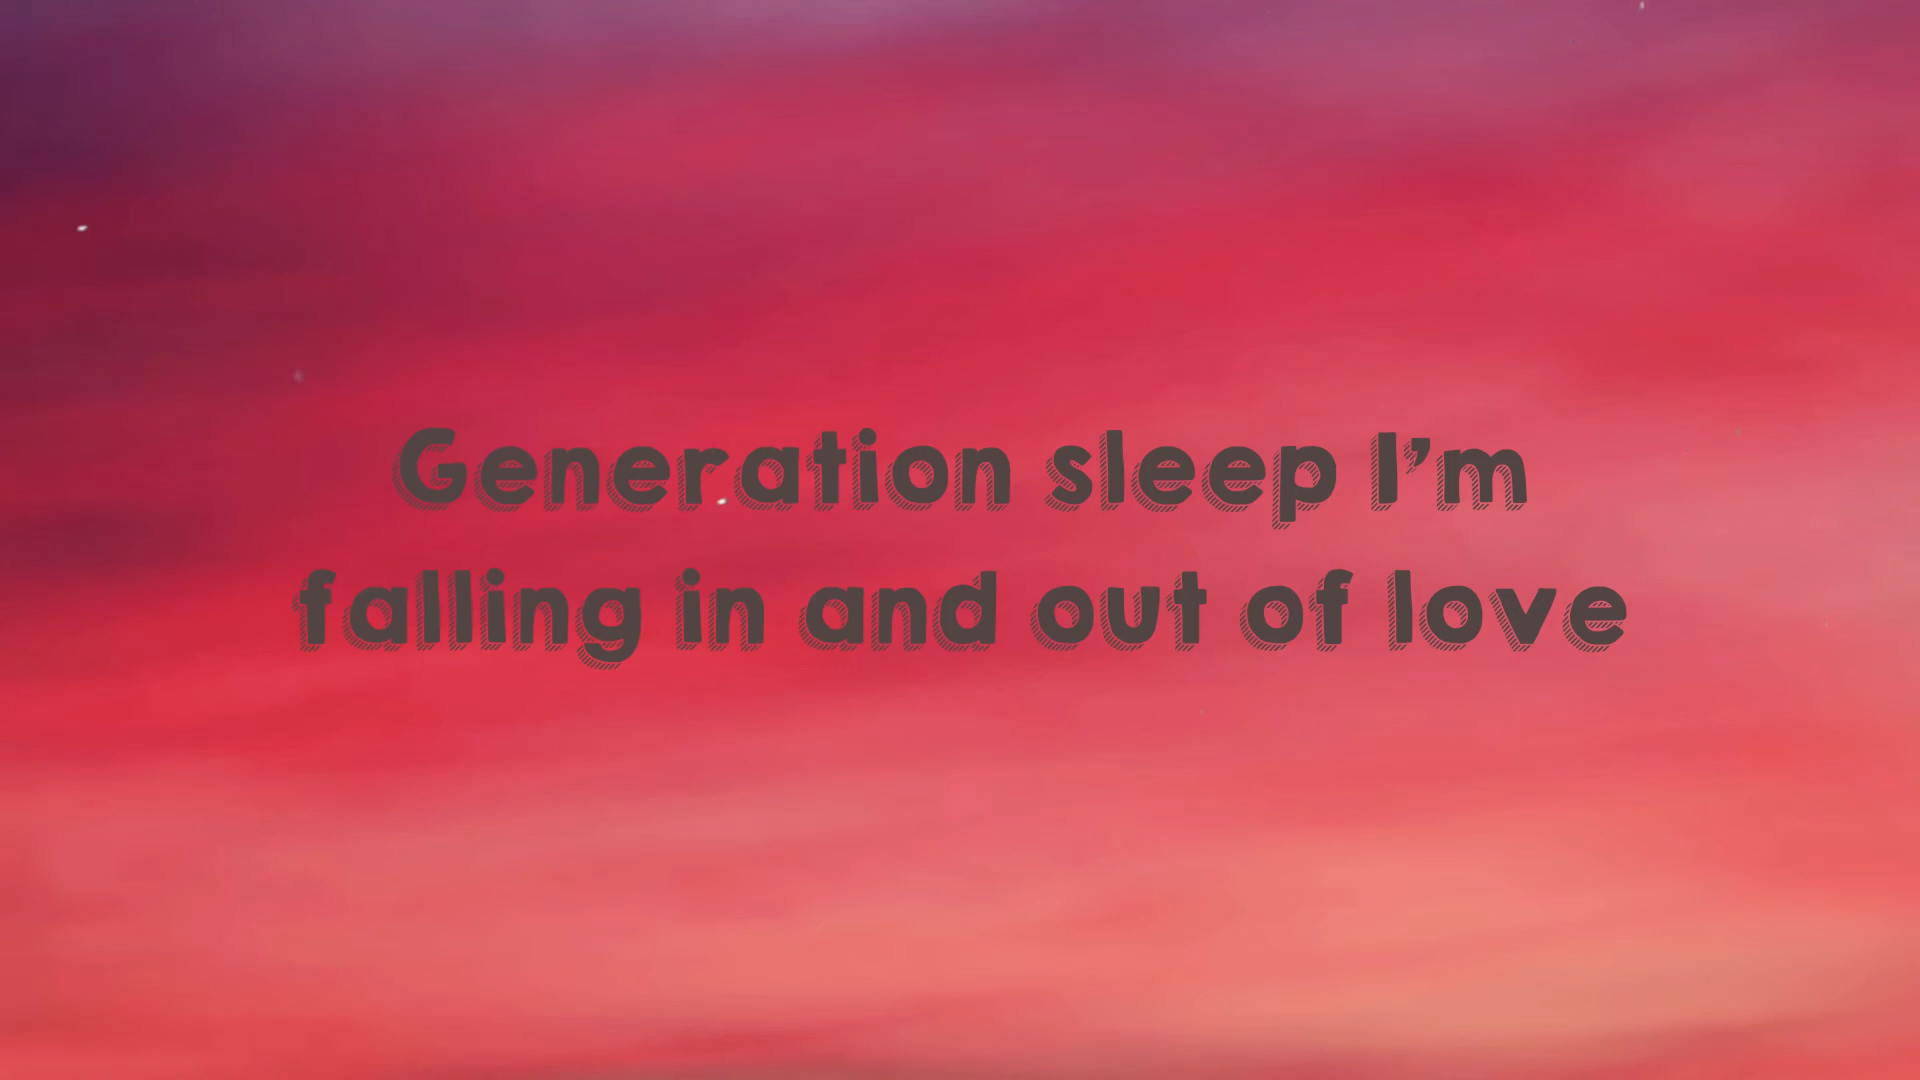 Generation sleep I’m
falling in and out of love